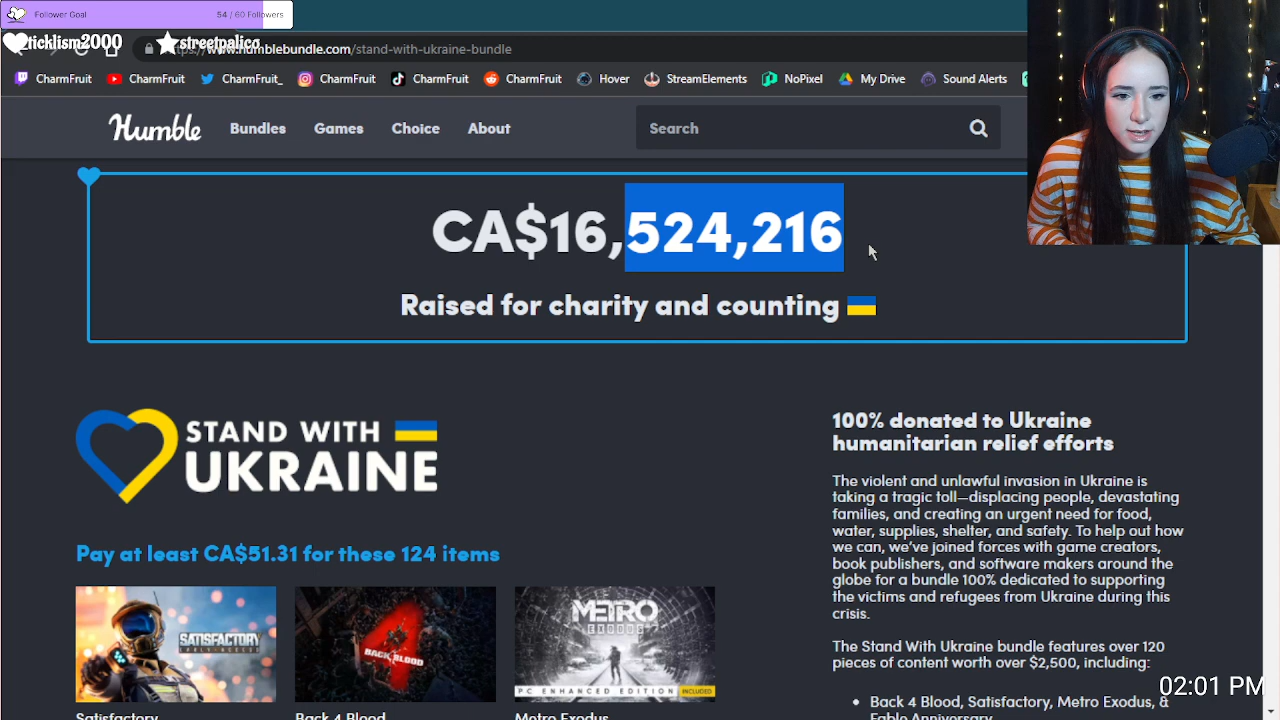 Follower Goal
54 / 60 Followers
ticklism2000
streetpalico
www.humblebundle.com/stand-with-ukraine-bundle
CharmFruit
CharmFruit
CharmFruit_
CharmFruit
CharmFruit
CharmFruit
Hover
StreamElements
NoPixel
My Drive
Sound Alerts
Humble
Bundles
Games
Choice
About
Search
CA$16,524,216
Raised for charity and counting
STAND WITH
UKRAINE
Pay at least CA$51.31 for these 124 items
SATISFACTORY
EARLY ACCESS
BACK 4 BLOOD
METRO
EXODUS
PC ENHANCED EDITION INCLUDED
Satisfactory
Back 4 Blood
Metro Exodus
100% donated to Ukraine
humanitarian relief efforts
The violent and unlawful invasion in Ukraine is
taking a tragic toll—displacing people, devastating
families, and creating an urgent need for food,
water, supplies, shelter, and safety. To help out how
we can, we've joined forces with game creators,
book publishers, and software makers around the
globe for a bundle 100% dedicated to supporting
the victims and refugees from Ukraine during this
crisis.
The Stand With Ukraine bundle features over 120
pieces of content worth over $2,500, including:
• Back 4 Blood, Satisfactory, Metro Exodus, &
Fable Anniversary
02:01 PM